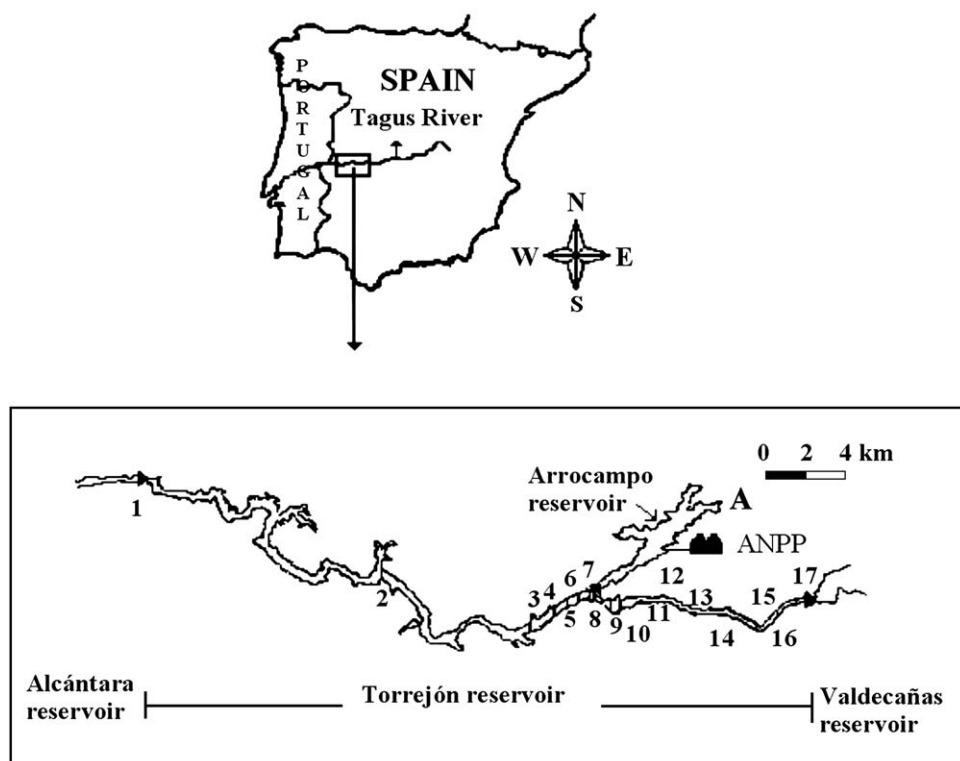 PORTUGAL
SPAIN
Tagus River
N
W
E
S
0 2 4 km
Arrocampo
reservoir
A
ANPP
1
2
3
4
5
6
7
8
9
10
11
12
13
14
15
16
17
Alcántara
reservoir
Torrejón reservoir
Valdecañas
reservoir